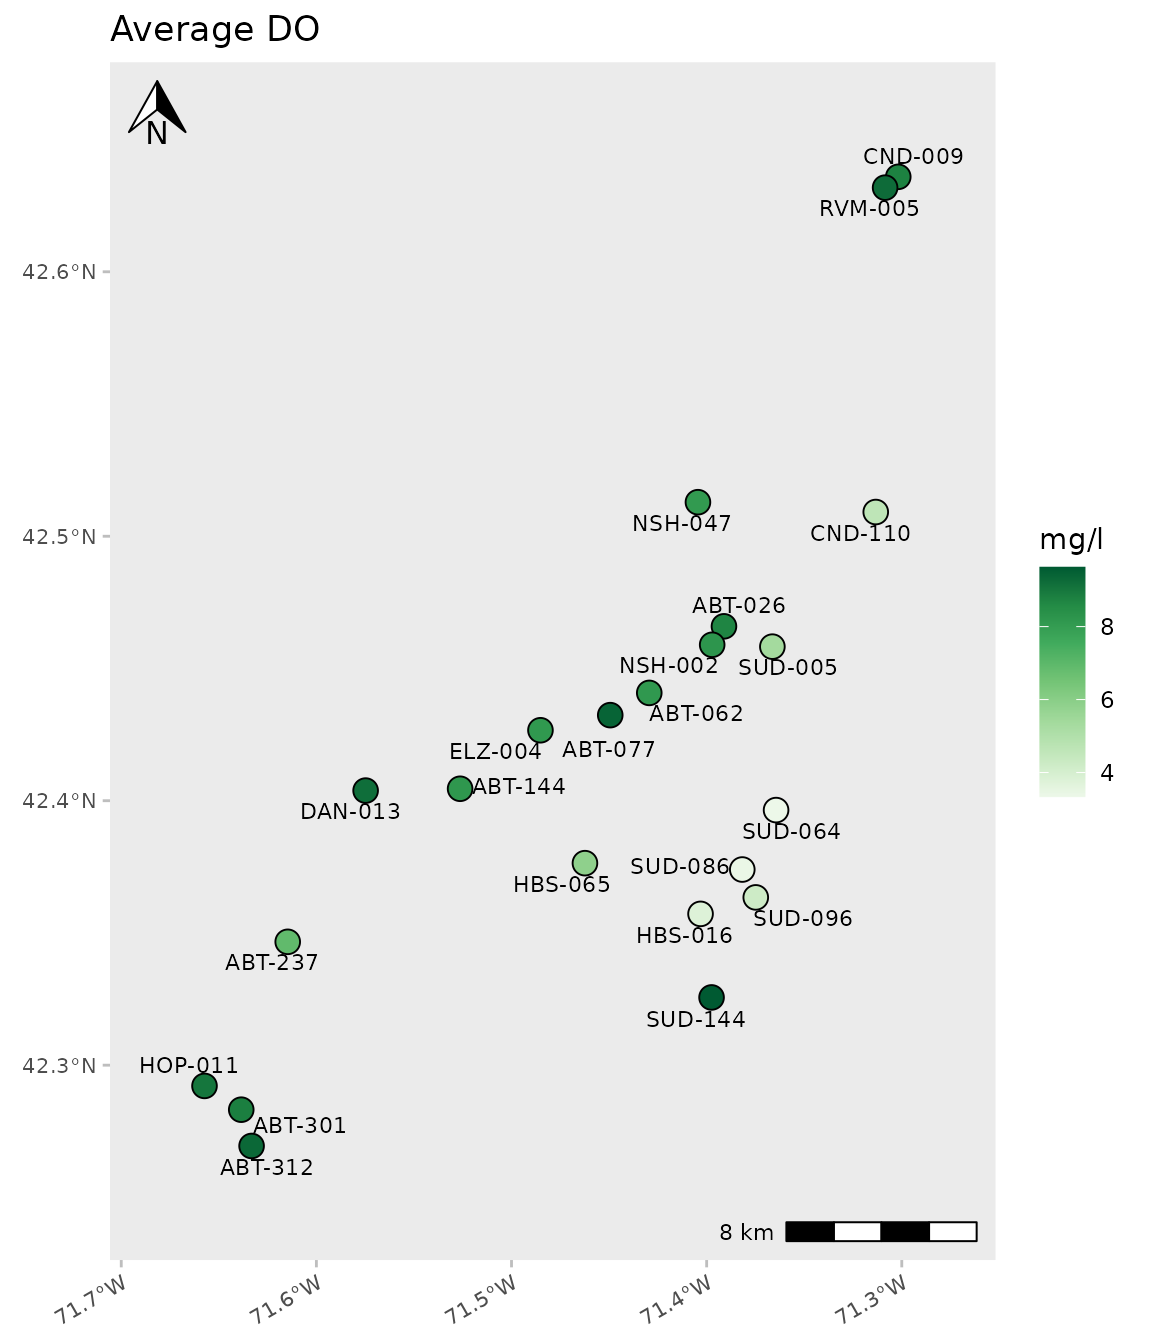 Average DO
N
CND-009
RVM-005
42.6°N
NSH-047
CND-110
42.5°N
mg/l
ABT-026
NSH-002
SUD-005
8
6
4
ABT-062
ELZ-004
ABT-077
ABT-144
42.4°N
DAN-013
SUD-064
SUD-086
HBS-065
SUD-096
HBS-016
ABT-237
SUD-144
42.3°N
HOP-011
ABT-301
ABT-312
8 km
71.7°W
71.6°W
71.5°W
71.4°W
71.3°W